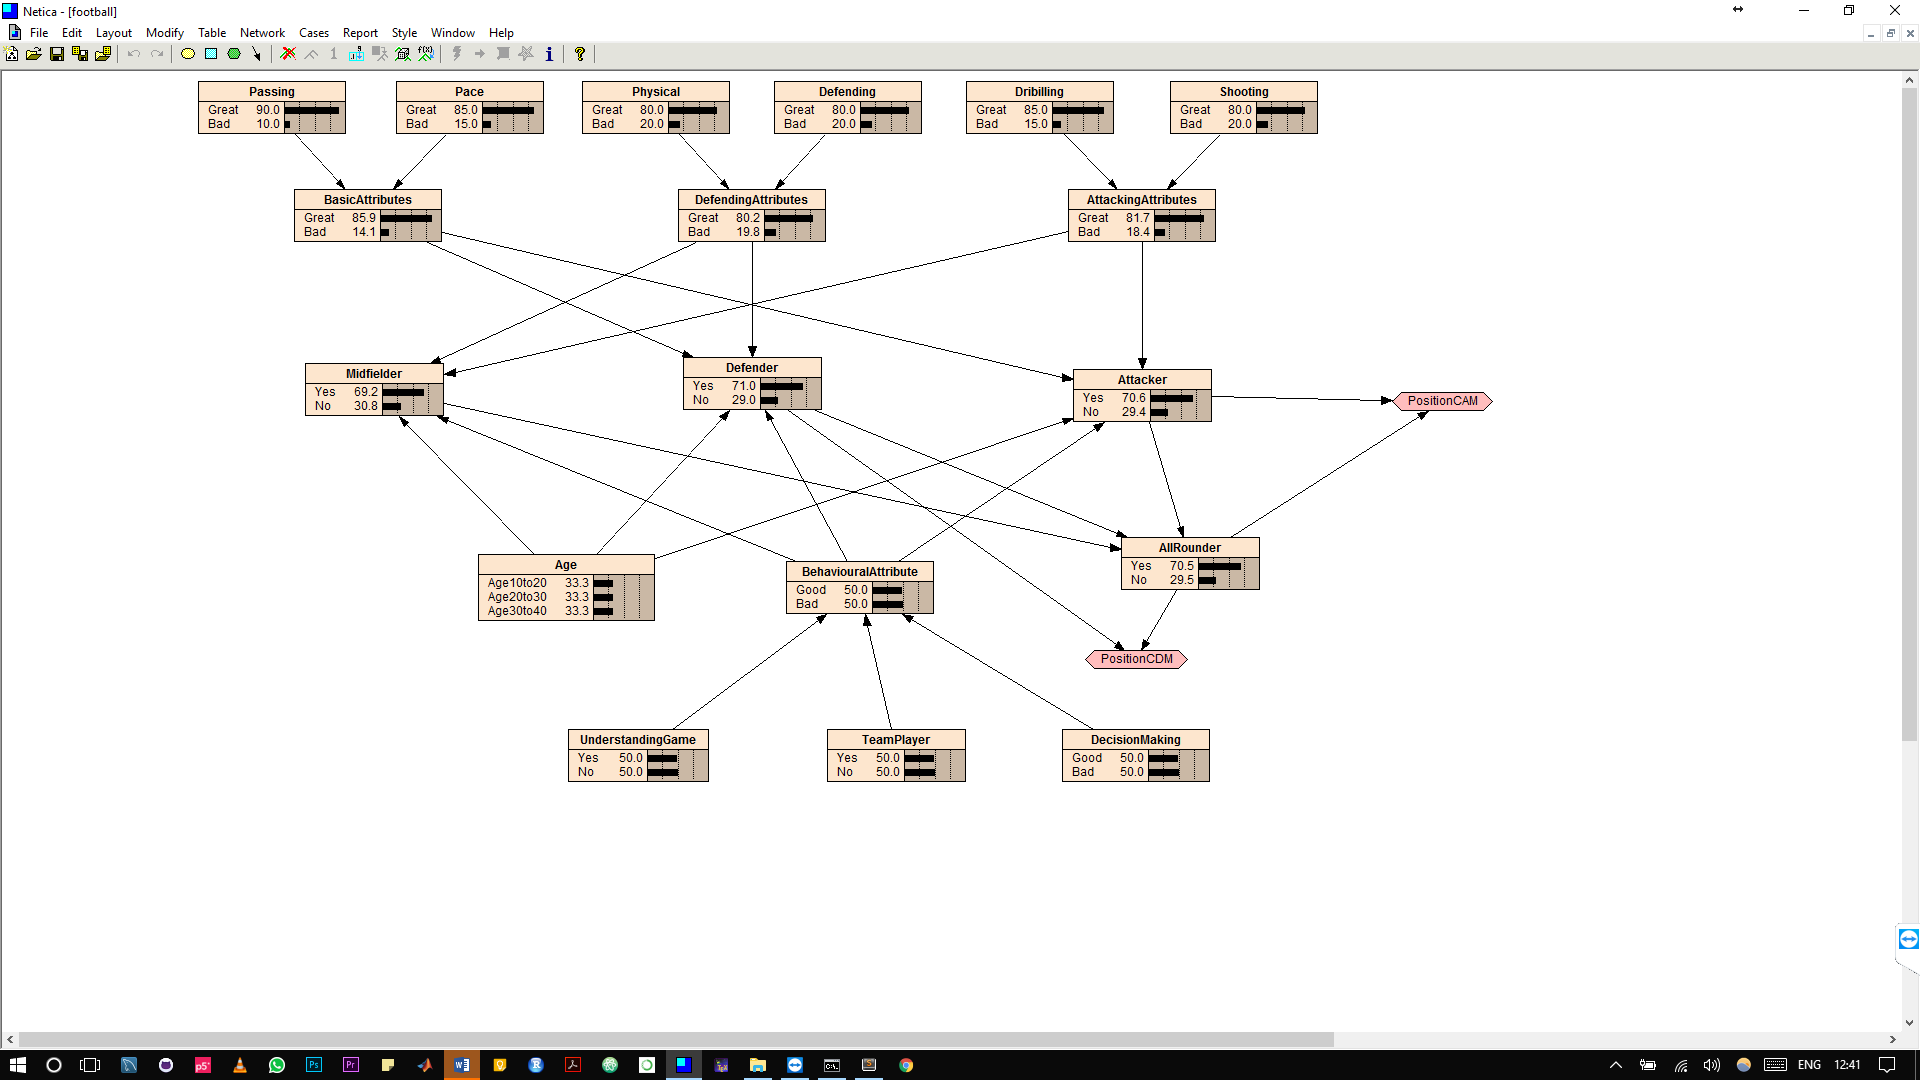 Netica - [football]
File Edit Layout Modify Table Network Cases Report Style Window Help
Passing
Great 90.0
Bad 10.0
Pace
Great 85.0
Bad 15.0
Physical
Great 80.0
Bad 20.0
Defending
Great 80.0
Bad 20.0
Dribilling
Great 85.0
Bad 15.0
Shooting
Great 80.0
Bad 20.0
BasicAttributes
Great 85.9
Bad 14.1
DefendingAttributes
Great 80.2
Bad 19.8
AttackingAttributes
Great 81.7
Bad 18.4
Midfielder
Yes 69.2
No 30.8
Defender
Yes 71.0
No 29.0
Attacker
Yes 70.6
No 29.4
PositionCAM
Age
Age10to20 33.3
Age20to30 33.3
Age30to40 33.3
BehaviouralAttribute
Good 50.0
Bad 50.0
AllRounder
Yes 70.5
No 29.5
PositionCDM
UnderstandingGame
Yes 50.0
No 50.0
TeamPlayer
Yes 50.0
No 50.0
DecisionMaking
Good 50.0
Bad 50.0
ENG 12:41